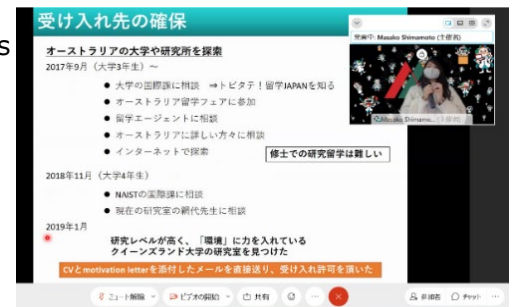 s
受け入れ先の確保
発言中: Masako Shimamoto (主催者)
オーストラリアの大学や研究所を探索
2017年9月(大学3年生)~
● 大学の国際課に相談 ⇒トビタテ!留学JAPANを知る
● オーストラリア留学フェアに参加
● 留学エージェントに相談
● オーストラリアに詳しい方々に相談
● インターネットで探索
修士での研究留学は難しい
2018年11月(大学4年生)
● NAISTの国際課に相談
● 現在の研究室の網代先生に相談
2019年1月
研究レベルが高く、「環境」に力を入れている
クイーンズランド大学の研究室を見つけた
CVとmotivation letterを添付したメールを直接送り、受け入れ許可を頂いた
ミュート解除
ビデオの開始
共有
参加者
チャット